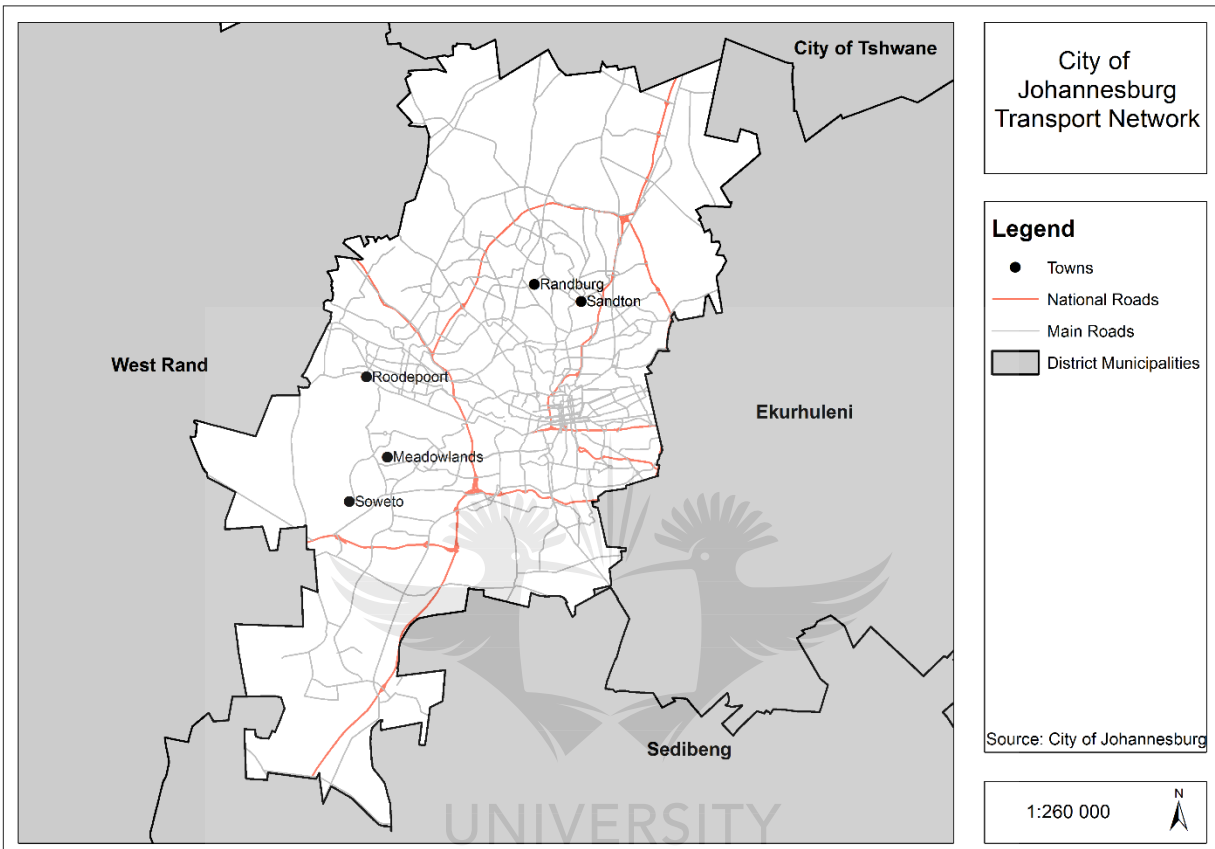 City of Tshwane
West Rand
Randburg
Sandton
Roodepoort
Ekurhuleni
Meadowlands
Soweto
Sedibeng
UNIVERSITY
City of
Johannesburg
Transport Network
Legend
Towns
National Roads
Main Roads
District Municipalities
Source: City of Johannesburg
1:260 000
N